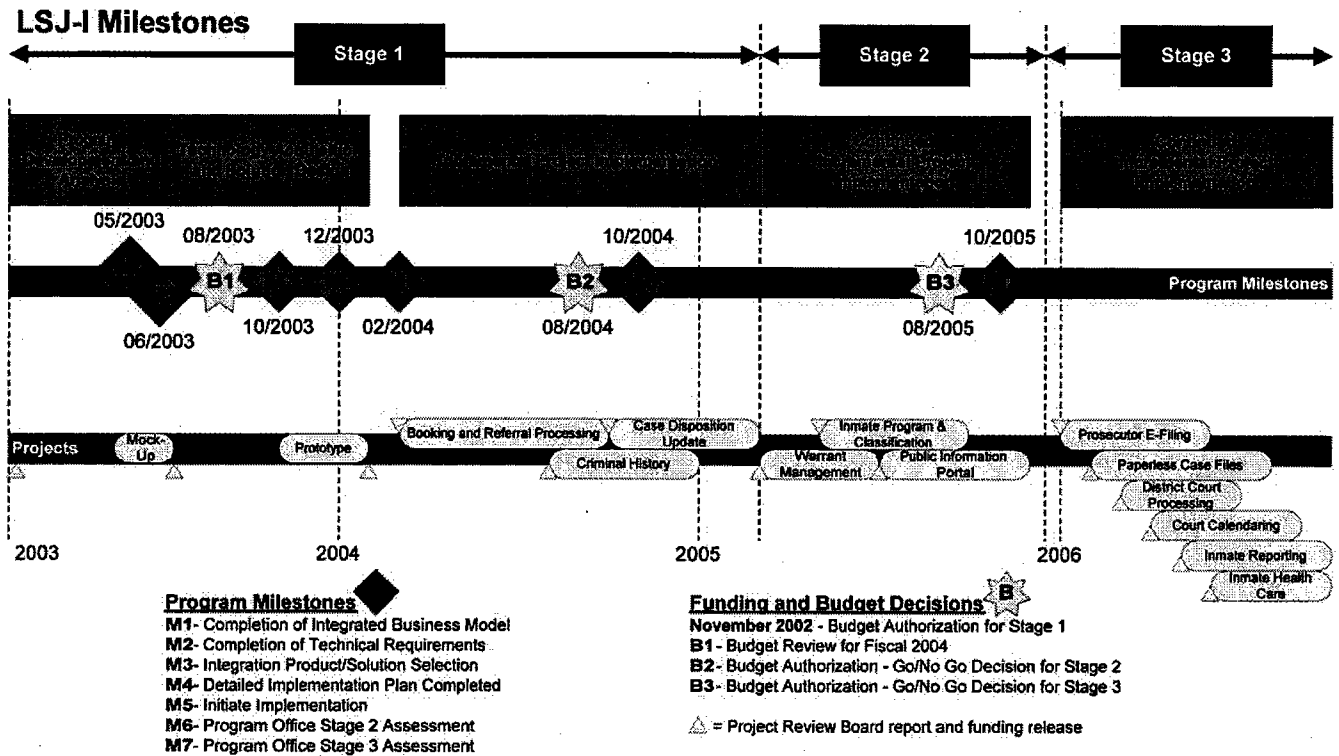 LSJ-I Milestones
Stage 1
Stage 2
Stage 3
05/2003
08/2003
12/2003
10/2004
10/2005
B1
B2
B3
Program Milestones
06/2003
10/2003
02/2004
08/2004
08/2005
Projects
Mock-
Up
Prototype
Booking and Referral Processing
Case Disposition
Update
Criminal History
Inmate Program &
Classification
Warrant
Management
Public Information
Portal
Prosecutor E-Filing
Paperless Case Files
District Court
Processing
Court Calendaring
Inmate Reporting
Inmate Health
Care
2003
2004
2005
2006
Program Milestones
M1- Completion of Integrated Business Model
M2- Completion of Technical Requirements
M3- Integration Product/Solution Selection
M4- Detailed Implementation Plan Completed
M5- Initiate Implementation
M6- Program Office Stage 2 Assessment
M7- Program Office Stage 3 Assessment
Funding and Budget Decisions
B
November 2002 - Budget Authorization for Stage 1
B1- Budget Review for Fiscal 2004
B2- Budget Authorization - Go/No Go Decision for Stage 2
B3- Budget Authorization - Go/No Go Decision for Stage 3
= Project Review Board report and funding release